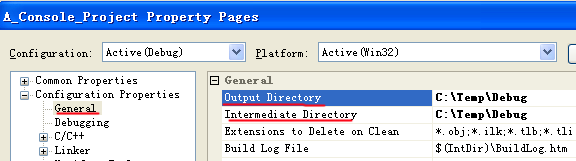 A_Console_Project Property Pages
Configuration: Active(Debug) Platform: Active(Win32)
Common Properties
Configuration Properties
General
Debugging
C/C++
Linker
General
Output Directory C:\Temp\Debug
Intermediate Directory C:\Temp\Debug
Extensions to Delete on Clean *.obj;*.ilk;*.tlb;*.tli
Build Log File $(IntDir)\BuildLog.htm